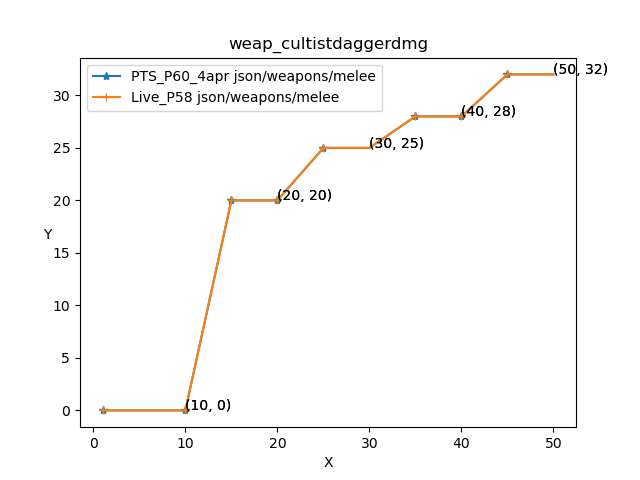 weap_cultistdaggerdmg
PTS_P60_4apr json/weapons/melee
Live_P58 json/weapons/melee
(50, 32)
(40, 28)
(30, 25)
(20, 20)
(10, 0)
30
25
20
15
10
5
0
Y
0 10 20 30 40 50
X